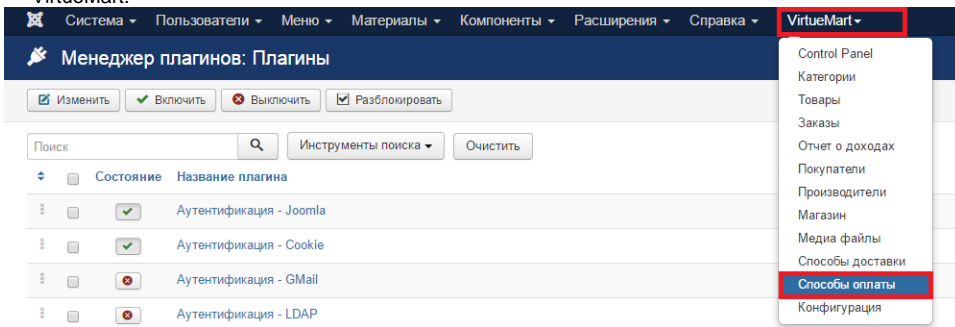 VirtueMart.
Система Пользователи Меню Материалы Компоненты Расширения Справка VirtueMart
Менеджер плагинов: Плагины
Изменить Включить Выключить Разблокировать
Поиск Инструменты поиска Очистить
Состояние Название плагина
Аутентификация - Joomla
Аутентификация - Cookie
Аутентификация - GMail
Аутентификация - LDAP
Control Panel
Категории
Товары
Заказы
Отчет о доходах
Покупатели
Производители
Магазин
Медиа файлы
Способы доставки
Способы оплаты
Конфигурация